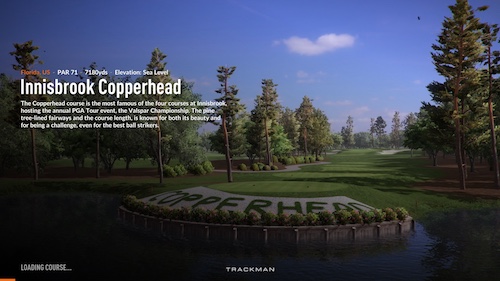 Florida, US · PAR 71 · 7180yds · Elevation: Sea Level
Innisbrook Copperhead
The Copperhead course is the most famous of the four courses at Innisbrook,
hosting the annual PGA Tour event, the Valspar Championship. The pine
tree-lined fairways and the course length, is known for both its beauty and
for being a challenge, even for the best ball strikers.
COPPERHEAD
LOADING COURSE...
TRACKMAN